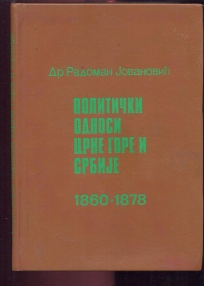 Др Радоман Јовановић
ПОЛИТИЧКИ
ОДНОСИ
ЦРНЕ ГОРЕ И
СРБИЈЕ
1860-1878